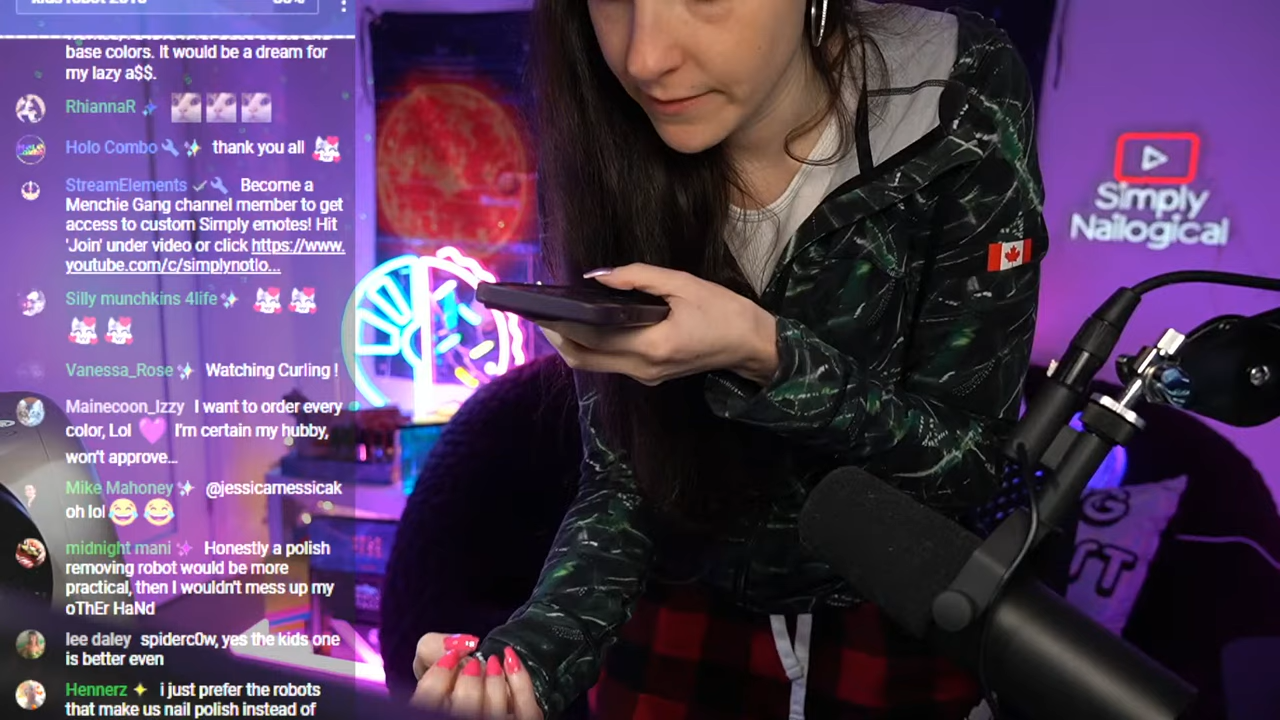 base colors. It would be a dream for
my lazy a$$.
RhiannaR
Holo Combo thank you all
StreamElements Become a
Menchie Gang channel member to get
access to custom Simply emotes! Hit
'Join' under video or click https://www.
youtube.com/c/simplynotlo...
Silly munchkins 4life
Vanessa_Rose Watching Curling !
Mainecoon_Izzy I want to order every
color, Lol I'm certain my hubby,
won't approve...
Mike Mahoney @jessicamessicak
oh lol
midnight mani Honestly a polish
removing robot would be more
practical, then I wouldn't mess up my
oThEr HaNd
lee daley spiderc0w, yes the kids one
is better even
Hennerz i just prefer the robots
that make us nail polish instead of
Simply
Nailogical